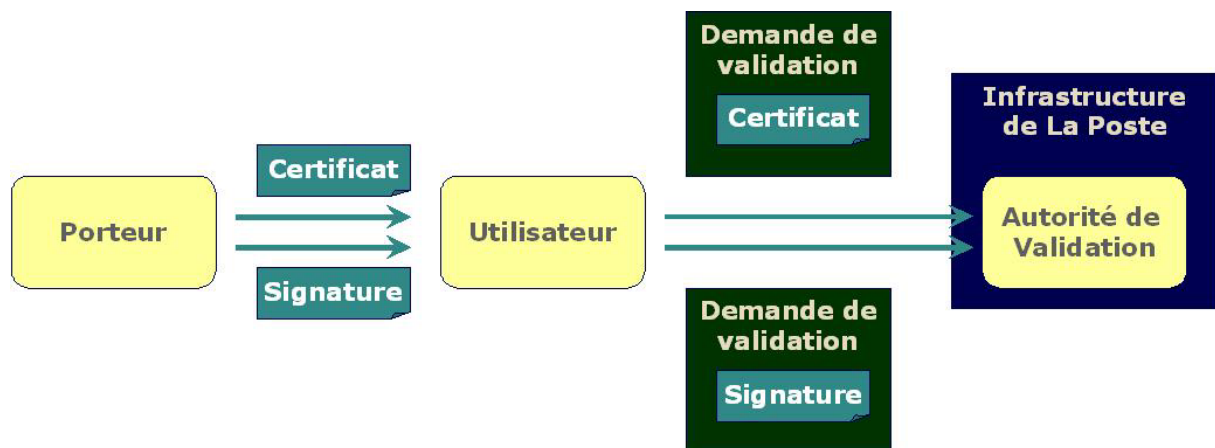 Porteur
Certificat
Signature
Utilisateur
Demande de
validation
Certificat
Demande de
validation
Signature
Infrastructure
de La Poste
Autorité de
Validation